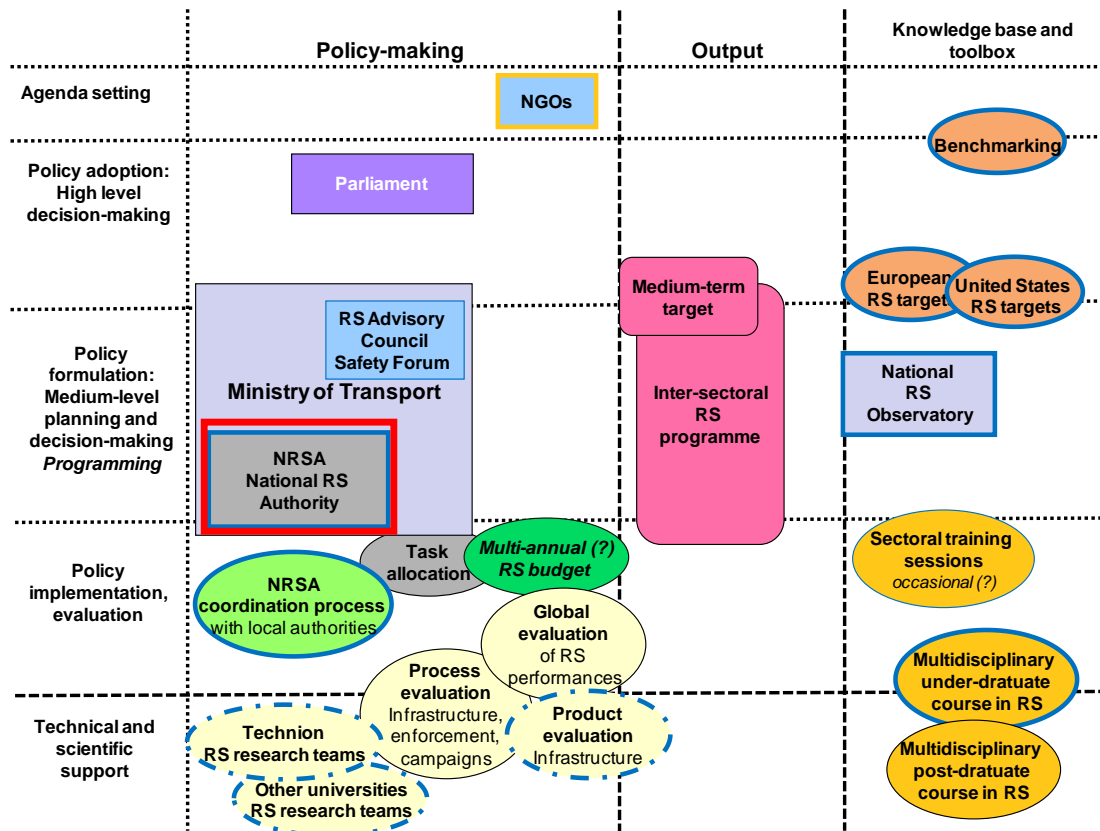 Policy-making
Output
Knowledge base and
toolbox
Agenda setting
NGOs
Benchmarking
Policy adoption:
High level
decision-making
Parliament
Medium-term
target
European
RS target
United States
RS targets
Policy
formulation:
Medium-level
planning and
decision-making
Programming
RS Advisory
Council
Safety Forum
Ministry of Transport
NRSA
National RS
Authority
Inter-sectoral
RS
programme
National
RS
Observatory
Policy
implementation,
evaluation
Task
allocation
Multi-annual (?)
RS budget
NRSA
coordination process
with local authorities
Global
evaluation
of RS
performances
Sectoral training
sessions
occasional (?)
Process
evaluation
Infrastructure,
enforcement,
campaigns
Product
evaluation
Infrastructure
Multidisciplinary
under-dratuate
course in RS
Technical and
scientific
support
Technion
RS research teams
Other universities
RS research teams
Multidisciplinary
post-dratuate
course in RS